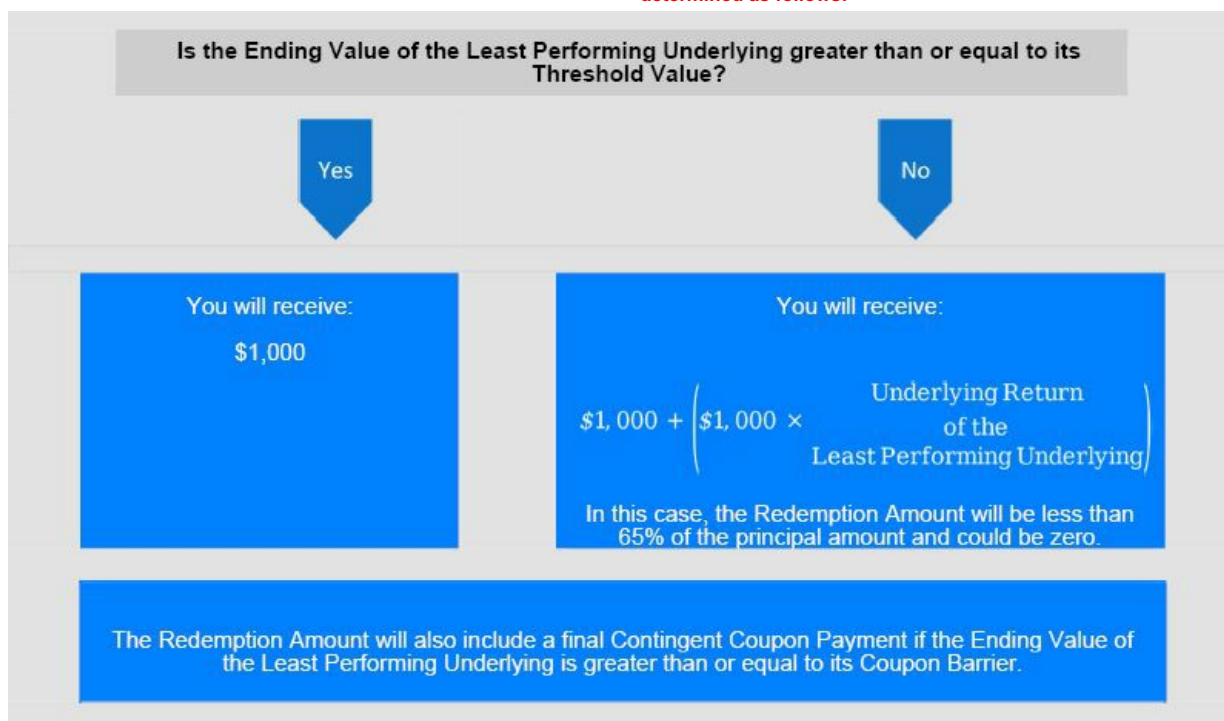 determined as follows:
Is the Ending Value of the Least Performing Underlying greater than or equal to its
Threshold Value?
Yes
No
You will receive:
$1,000
You will receive:
$1,000 + ($1,000 × Underlying Return
of the
Least Performing Underlying)
In this case, the Redemption Amount will be less than
65% of the principal amount and could be zero.
The Redemption Amount will also include a final Contingent Coupon Payment if the Ending Value of
the Least Performing Underlying is greater than or equal to its Coupon Barrier.